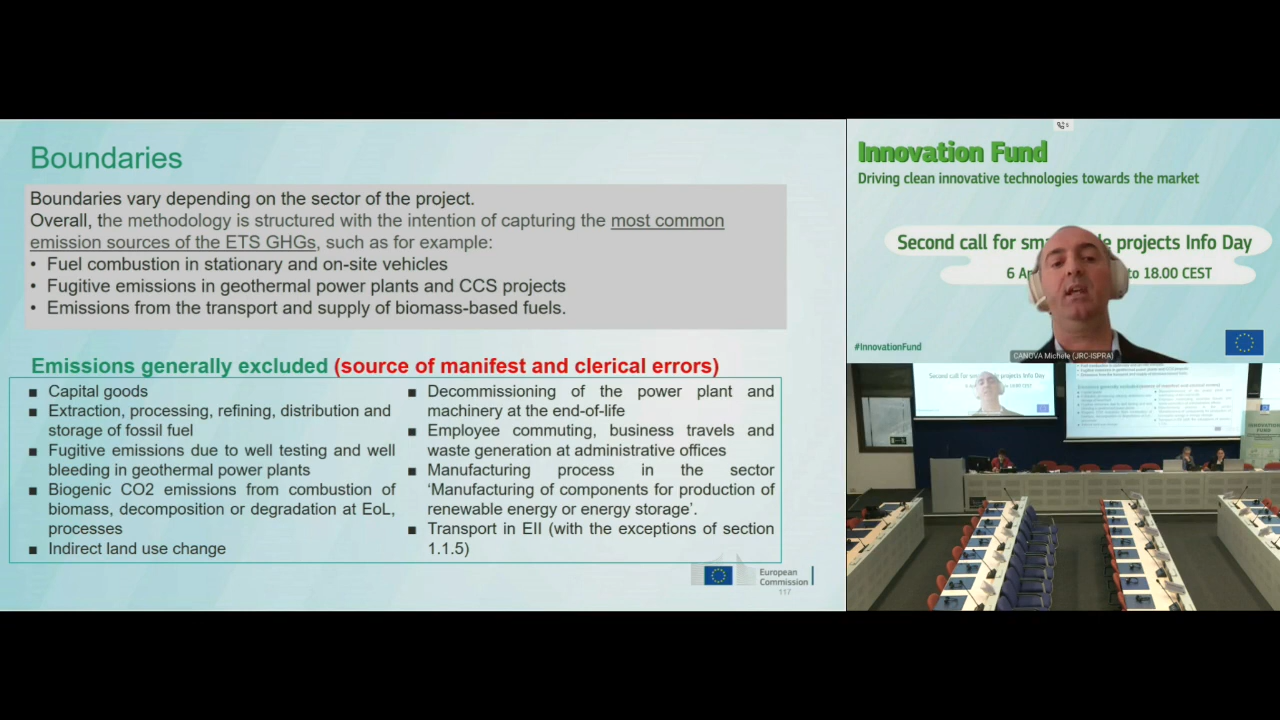 Boundaries
Boundaries vary depending on the sector of the project.
Overall, the methodology is structured with the intention of capturing the most common
emission sources of the ETS GHGs, such as for example:
• Fuel combustion in stationary and on-site vehicles
• Fugitive emissions in geothermal power plants and CCS projects
• Emissions from the transport and supply of biomass-based fuels.
Emissions generally excluded (source of manifest and clerical errors)
▪ Capital goods
▪ Extraction, processing, refining, distribution and
storage of fossil fuel
▪ Fugitive emissions due to well testing and well
bleeding in geothermal power plants
▪ Biogenic CO2 emissions from combustion of
biomass, decomposition or degradation at EoL,
processes
▪ Indirect land use change
▪ Decommissioning of the power plant and
machinery at the end-of-life
▪ Employee commuting, business travels and
waste generation at administrative offices
▪ Manufacturing process in the sector
‘Manufacturing of components for production of
renewable energy or energy storage’.
▪ Transport in EII (with the exceptions of section
1.1.5)
European
Commission
117
Innovation Fund
Driving clean innovative technologies towards the market
Second call for projects Info Day
6 to 18.00 CEST
#InnovationFund
CANOVA Michele (JRC-ISPRA)
Second call for projects Info Day